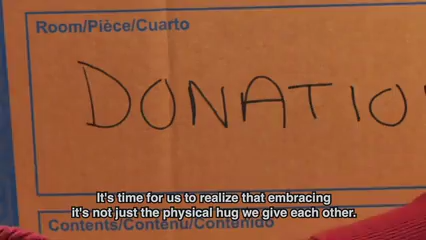 Room/Pièce/Cuarto
DONATIO
It's time for us to realize that embracing
it's not just the physical hug we give each other.
Contents/Contenu/Contenido